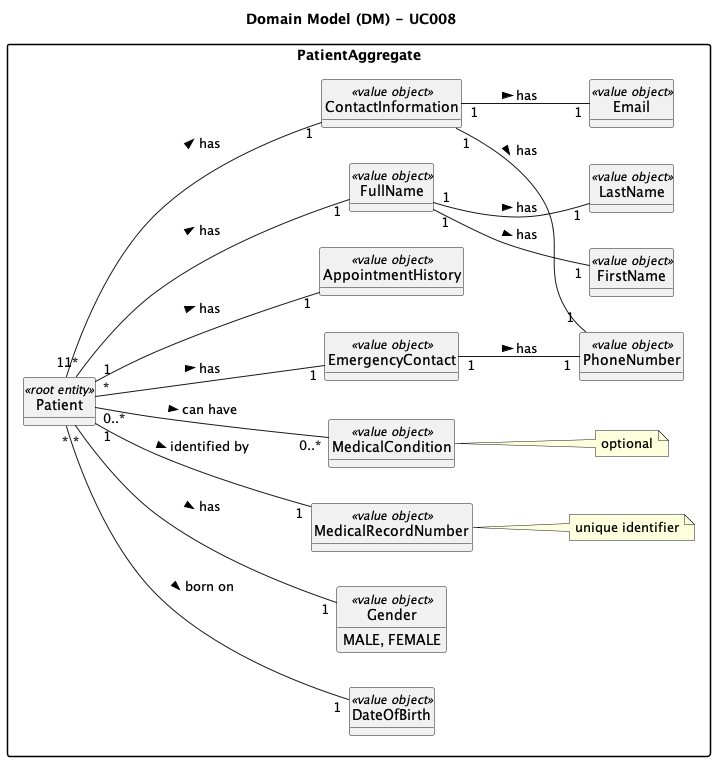 Domain Model (DM) - UC008
PatientAggregate
«value object»
ContactInformation
has
1
1
«value object»
Email
has
1
1
has
«value object»
FullName
1
has
1
1
has
1
«value object»
LastName
1
has
1
«value object»
FirstName
«value object»
AppointmentHistory
has
1
«value object»
EmergencyContact
has
1
1
has
1
1
«value object»
PhoneNumber
11*
1
*
«root entity»
Patient
0..*
1
* *
can have
0..*
«value object»
MedicalCondition
optional
identified by
1
«value object»
MedicalRecordNumber
unique identifier
has
1
«value object»
Gender
MALE, FEMALE
born on
1
«value object»
DateOfBirth